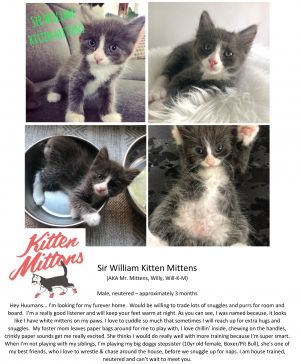 SIR WILLIAM
KITTEN MITTENS
Kitten
Mittens
Sir William Kitten Mittens
(AKA Mr. Mittens, Willy, Will-K-M)
Male, neutered – approximately 3 months
Hey Huumans... I'm looking for my furever home. Would be willing to trade lots of snuggles and purrs for room and
board. I'm a really good listener and will keep your feet warm at night. As you can see, I was named because, it looks
like I have white mittens on my paws. I love to cuddle so much that sometimes I will reach up for extra hugs and
snuggles. My foster mom leaves paper bags around for me to play with, I love chillin' inside, chewing on the handles,
crinkly paper sounds get me really excited. She thinks I would do really well with more training because I'm super smart.
When I'm not playing with my siblings, I'm playing with my doggy stepsister (13yr old female, Boxer/Pit Bull), she's one of
my best friends, who I love to wrestle & chase around the house, before we snuggle up for naps. I am house trained,
neutered and can't wait to meet you.